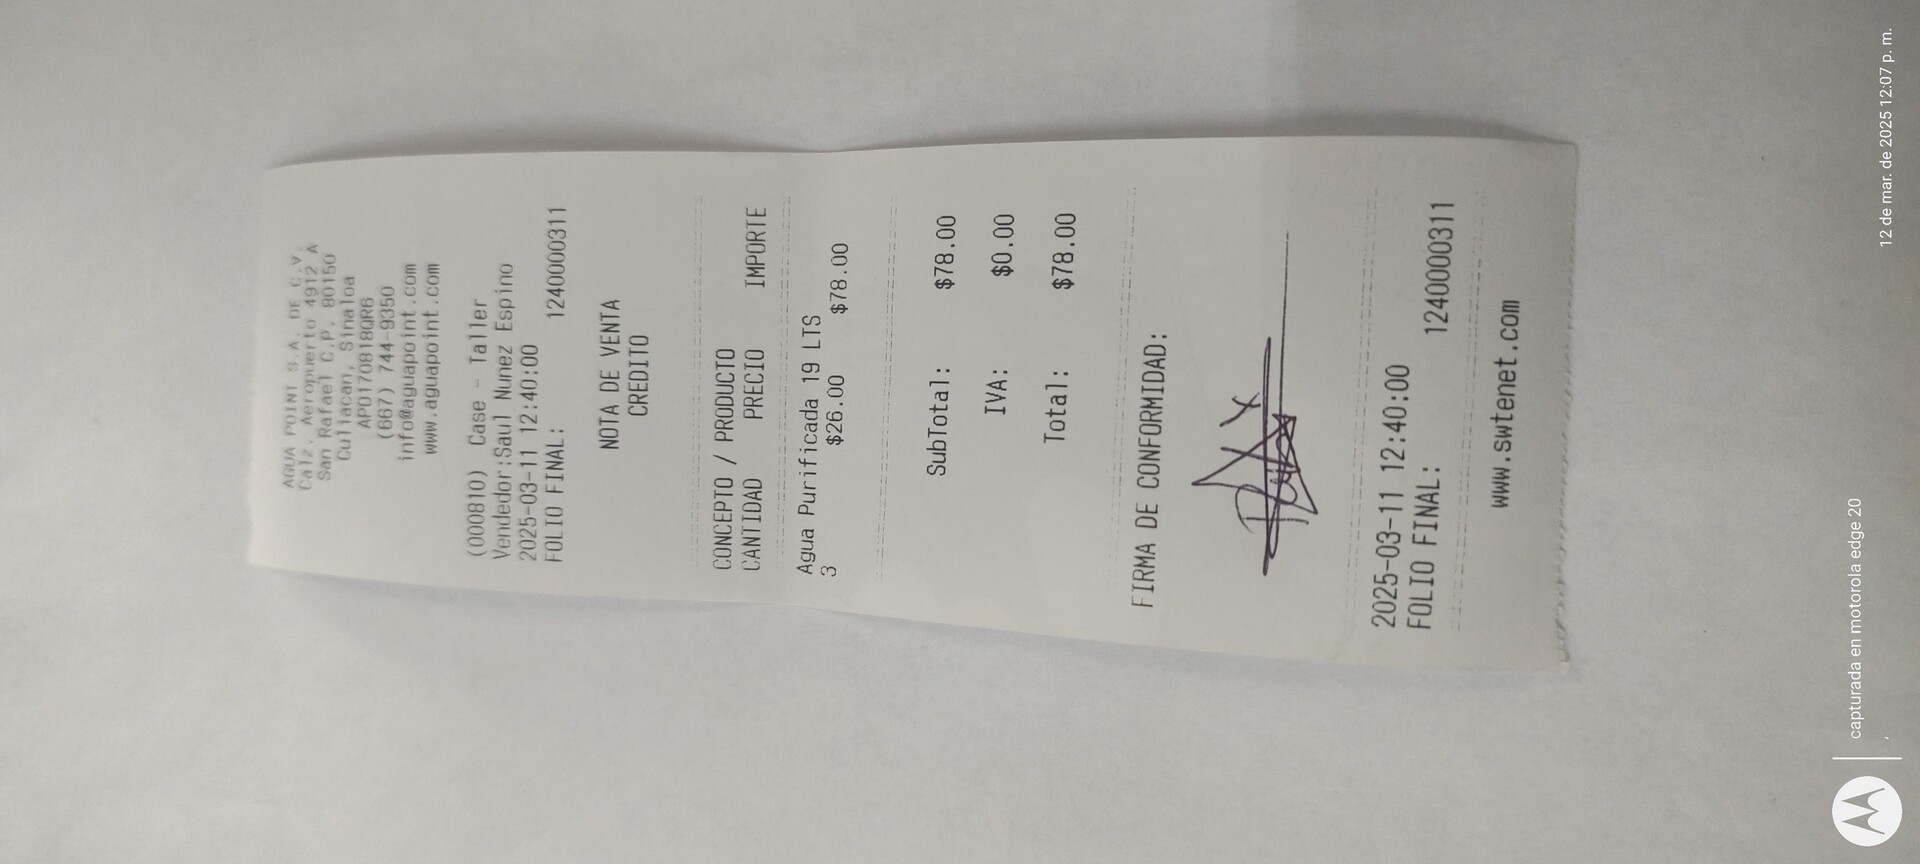 AGUA POINT S.A. DE C.V.
Calz. Aeropuerto 4912 A
San Rafael C.P. 80150
Culiacan, Sinaloa
APO170818QR6
(667) 744-9350
info@aguapoint.com
www.aguapoint.com
(000810) Case - Taller
Vendedor:Saul Nunez Espino
2025-03-11 12:40:00
FOLIO FINAL: 1240000311
NOTA DE VENTA
CREDITO
CONCEPTO / PRODUCTO
CANTIDAD PRECIO IMPORTE
Agua Purificada 19 LTS
3 $26.00 $78.00
SubTotal: $78.00
IVA: $0.00
Total: $78.00
FIRMA DE CONFORMIDAD:
2025-03-11 12:40:00
FOLIO FINAL: 1240000311
www.swtenet.com
capturada en motorola edge 20
12 de mar. de 2025 12:07 p. m.